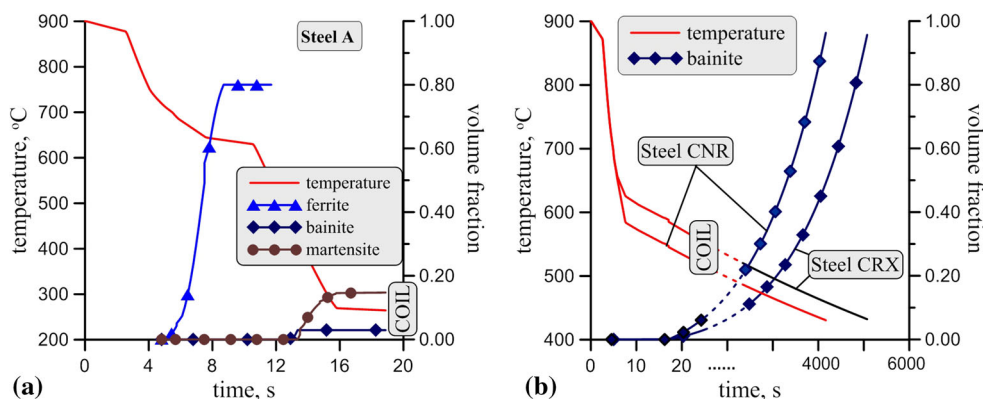 900
800
700
600
500
400
300
200
temperature, °C
Steel A
temperature
ferrite
bainite
martensite
COIL
1.00
0.80
0.60
0.40
0.20
0.00
volume fraction
0 4 8 12 16 20
time, s
(a)
900
800
700
600
500
400
temperature, °C
temperature
bainite
Steel CNR
COIL
Steel CRX
1.00
0.80
0.60
0.40
0.20
0.00
volume fraction
0 10 20 ...... 4000 6000
time, s
(b)